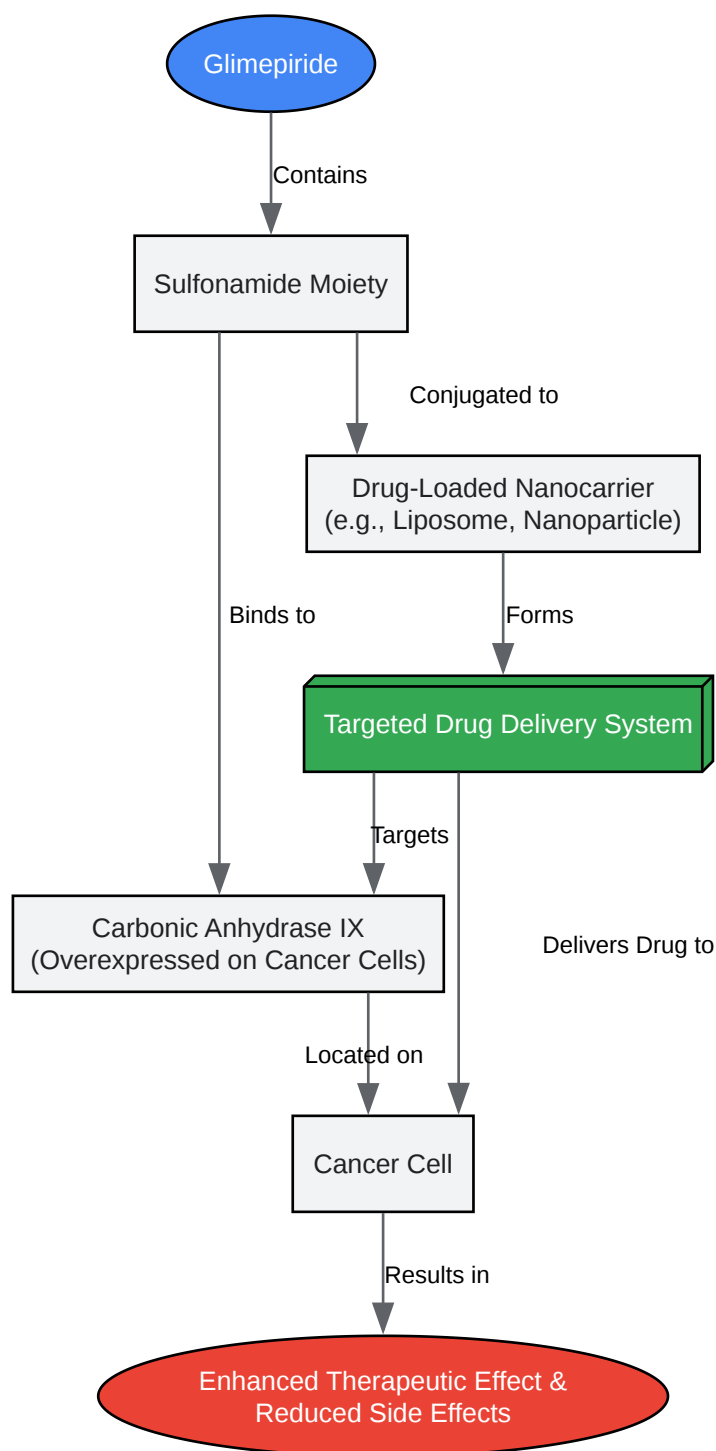 Glimepiride
Contains
Sulfonamide Moiety
Conjugated to
Drug-Loaded Nanocarrier
(e.g., Liposome, Nanoparticle)
Binds to
Forms
Targeted Drug Delivery System
Targets
Carbonic Anhydrase IX
(Overexpressed on Cancer Cells)
Delivers Drug to
Located on
Cancer Cell
Results in
Enhanced Therapeutic Effect &
Reduced Side Effects